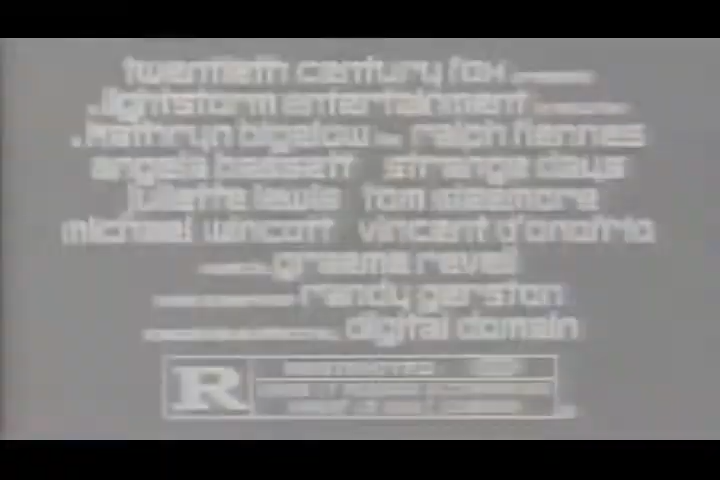 twentieth century fox
lightstorm entertainment
a kathryn bigelow ralph fiennes
angela bassett strange days
juliette lewis tom sizemore
michael wincott vincent d'onofrio
graeme revell
randy gerston
digital domain
R RESTRICTED